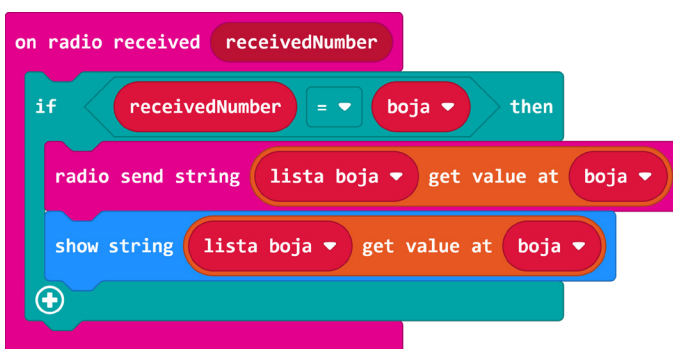 on radio received receivedNumber
if receivedNumber = boja then
radio send string lista boja get value at boja
show string lista boja get value at boja